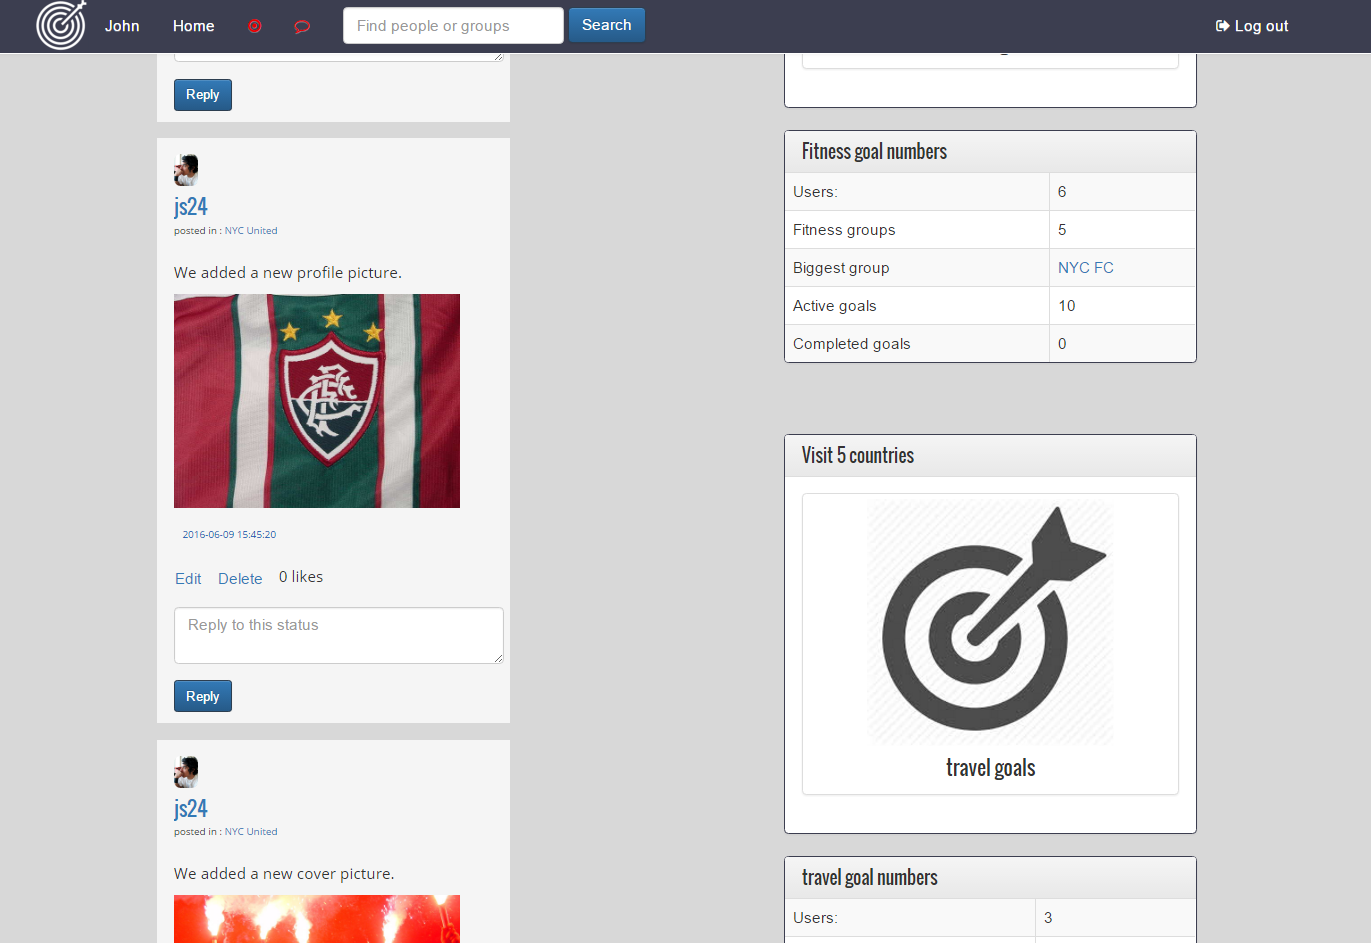 John
Home
Find people or groups
Search
Log out
Reply
js24
posted in : NYC United
We added a new profile picture.
2016-06-09 15:45:20
Edit
Delete
0 likes
Reply to this status
Reply
js24
posted in : NYC United
We added a new cover picture.
Fitness goal numbers
Users: 6
Fitness groups 5
Biggest group NYC FC
Active goals 10
Completed goals 0
Visit 5 countries
travel goals
travel goal numbers
Users: 3